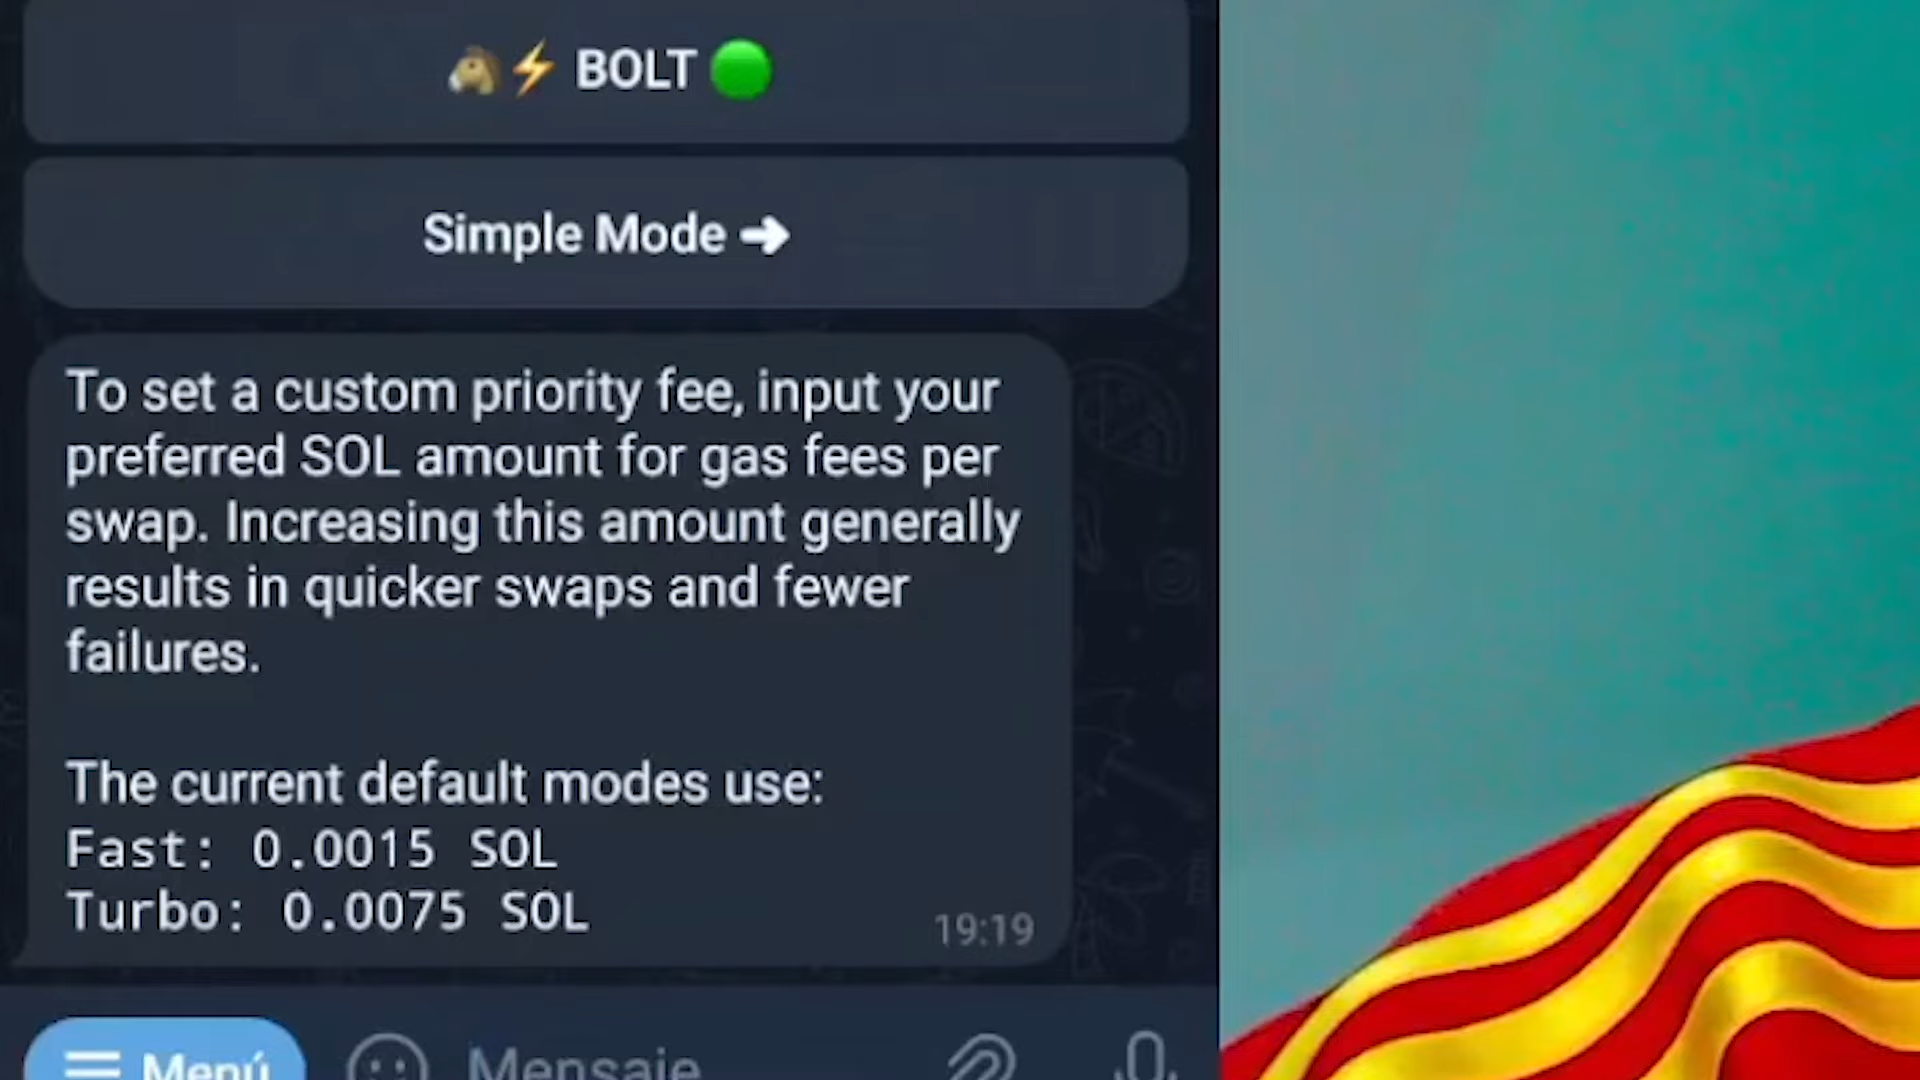 🐴⚡ BOLT 🟢
Simple Mode ➜
To set a custom priority fee, input your
preferred SOL amount for gas fees per
swap. Increasing this amount generally
results in quicker swaps and fewer
failures.
The current default modes use:
Fast: 0.0015 SOL
Turbo: 0.0075 SOL
19:19
Menú
Mensaje